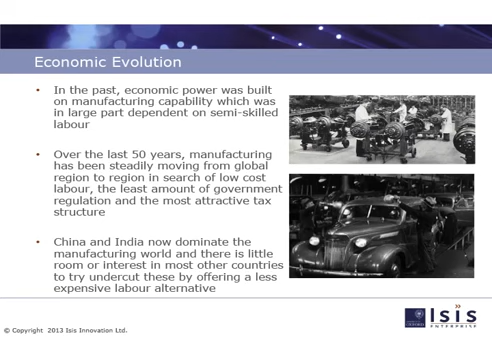 Economic Evolution
• In the past, economic power was built
on manufacturing capability which was
in large part dependent on semi-skilled
labour
• Over the last 50 years, manufacturing
has been steadily moving from global
region to region in search of low cost
labour, the least amount of government
regulation and the most attractive tax
structure
• China and India now dominate the
manufacturing world and there is little
room or interest in most other countries
to try undercut these by offering a less
expensive labour alternative
Isis
ENTERPRISE
© Copyright 2013 Isis Innovation Ltd.